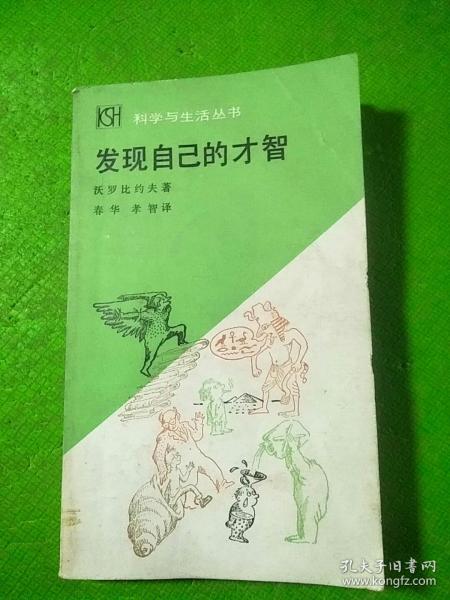 KSH 科学与生活丛书
发现自己的才智
沃罗比约夫著
春华 孝智译
孔夫子旧书网
www.kongfz.com